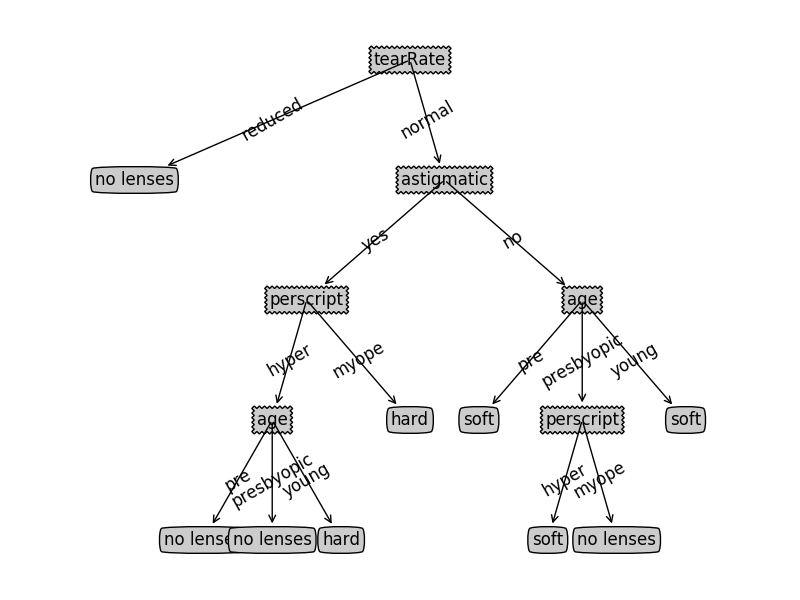 tearRate
reduced
normal
no lenses
astigmatic
yes
no
perscript
age
hyper
myope
pre
presbyopic
young
age
hard
soft
perscript
soft
pre
presbyopic
young
hyper
myope
no lense
no lenses
hard
soft
no lenses